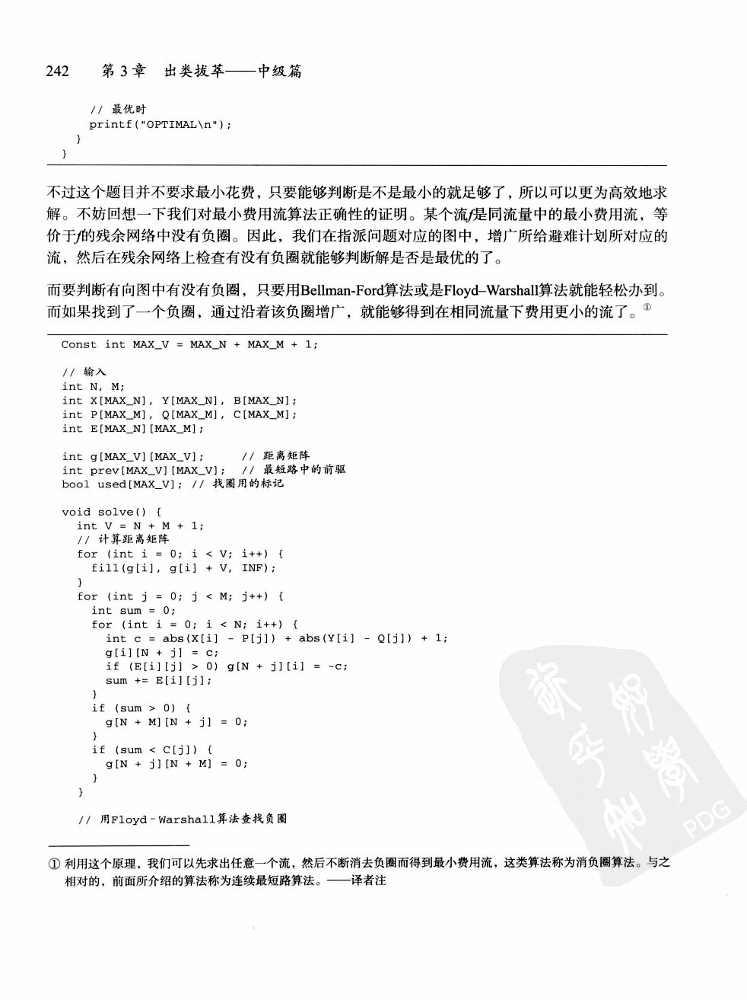 242 第 3 章 出类拔萃——中级篇
// 最优时
printf("OPTIMAL\n");
}
}
不过这个题目并不要求最小花费，只要能够判断是不是最小的就足够了，所以可以更为高效地求
解。不妨回想一下我们对最小费用流算法正确性的证明。某个流f是同流量中的最小费用流，等
价于f的残余网络中没有负圈。因此，我们在指派问题对应的图中，增广所给避难计划所对应的
流，然后在残余网络上检查有没有负圈就能够判断解是否是最优的了。
而要判断有向图中有没有负圈，只要用Bellman-Ford算法或是Floyd–Warshall算法就能轻松办到。
而如果找到了一个负圈，通过沿着该负圈增广，就能够得到在相同流量下费用更小的流了。①
Const int MAX_V = MAX_N + MAX_M + 1;
// 输入
int N, M;
int X[MAX_N], Y[MAX_N], B[MAX_N];
int P[MAX_M], Q[MAX_M], C[MAX_M];
int E[MAX_N][MAX_M];
int g[MAX_V][MAX_V]; // 距离矩阵
int prev[MAX_V][MAX_V]; // 最短路中的前驱
bool used[MAX_V]; // 找圈用的标记
void solve() {
int V = N + M + 1;
// 计算距离矩阵
for (int i = 0; i < V; i++) {
fill(g[i], g[i] + V, INF);
}
for (int j = 0; j < M; j++) {
int sum = 0;
for (int i = 0; i < N; i++) {
int c = abs(X[i] - P[j]) + abs(Y[i] - Q[j]) + 1;
g[i][N + j] = c;
if (E[i][j] > 0) g[N + j][i] = -c;
sum += E[i][j];
}
if (sum > 0) {
g[N + M][N + j] = 0;
}
if (sum < C[j]) {
g[N + j][N + M] = 0;
}
}
// 用Floyd-Warshall算法查找负圈
① 利用这个原理，我们可以先求出任意一个流，然后不断消去负圈而得到最小费用流，这类算法称为消负圈算法。与之
相对的，前面所介绍的算法称为连续最短路算法。——译者注
PDG